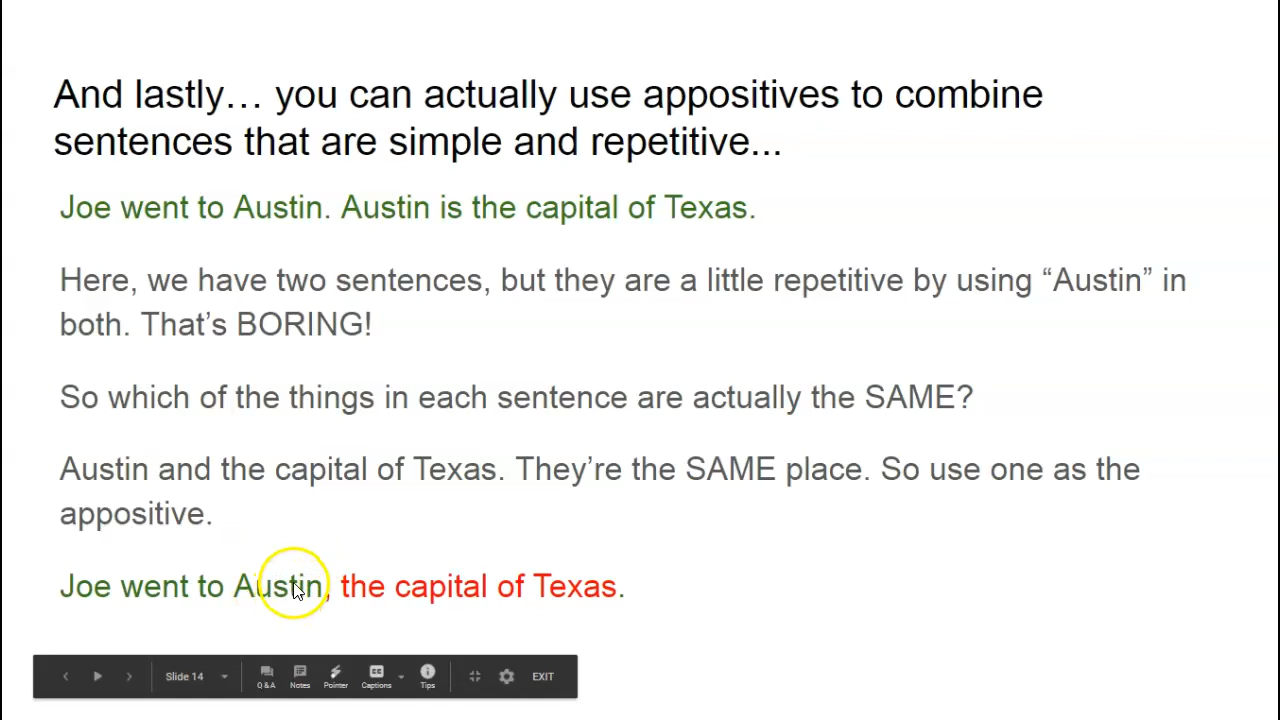 And lastly… you can actually use appositives to combine
sentences that are simple and repetitive...
Joe went to Austin. Austin is the capital of Texas.
Here, we have two sentences, but they are a little repetitive by using “Austin” in
both. That’s BORING!
So which of the things in each sentence are actually the SAME?
Austin and the capital of Texas. They’re the SAME place. So use one as the
appositive.
Joe went to Austin, the capital of Texas.
Slide 14
Q&A
Notes
Pointer
CC
Captions
Tips
EXIT